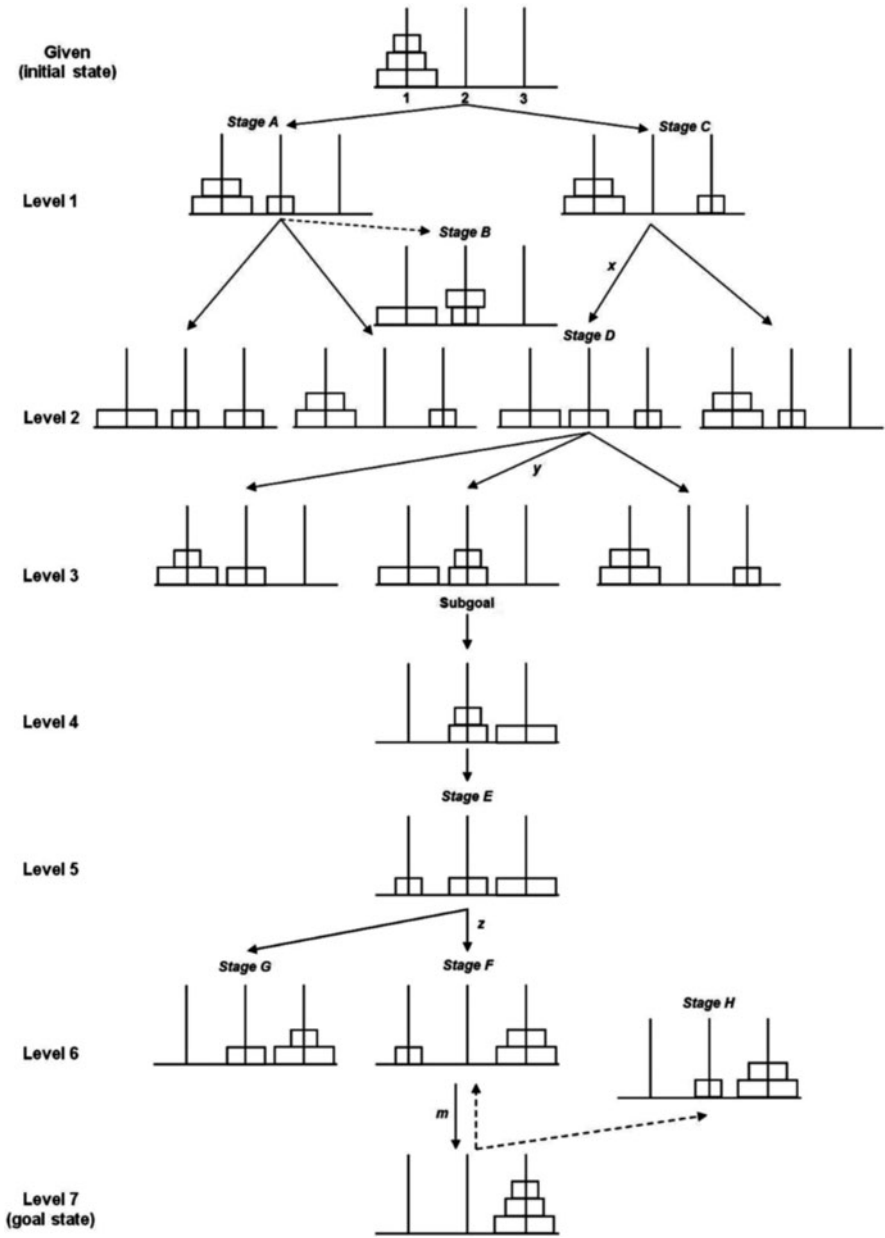 Given
(initial state)
1 2 3
Stage A
Stage C
Level 1
Stage B
x
Stage D
Level 2
y
Level 3
Subgoal
Level 4
Stage E
Level 5
z
Stage G
Stage F
Stage H
Level 6
m
Level 7
(goal state)